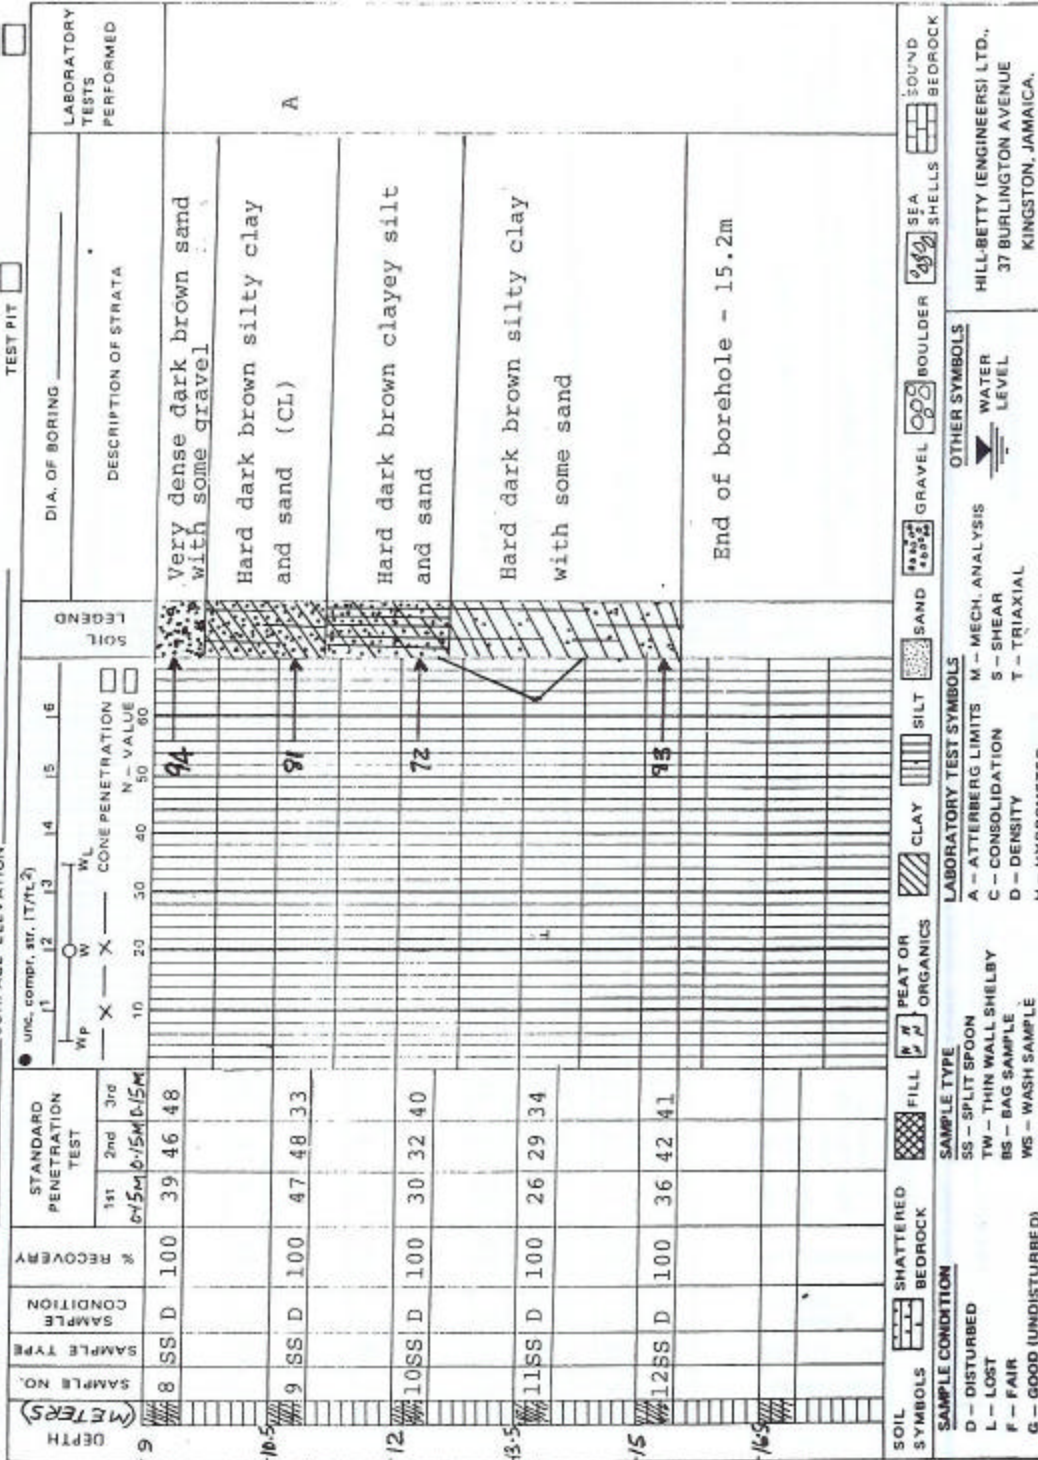 TEST PIT
● unc. compr. str. (T/ft.²)
DIA. OF BORING
LABORATORY
TESTS
PERFORMED
DEPTH (METERS)
SAMPLE NO.
SAMPLE TYPE
SAMPLE CONDITION
% RECOVERY
STANDARD
PENETRATION
TEST
1st 2nd 3rd
0.15M 0.15M 0.15M
1 2 3 4 5 6
Wp W WL
X X CONE PENETRATION
N – VALUE
10 20 30 40 50 60
SOIL LEGEND
DESCRIPTION OF STRATA
9
8 SS D 100 39 46 48
94
Very dense dark brown sand
with some gravel
10.5
9 SS D 100 47 48 33
81
Hard dark brown silty clay
and sand (CL)
A
12
10 SS D 100 30 32 40
72
Hard dark brown clayey silt
and sand
13.5
11 SS D 100 26 29 34
Hard dark brown silty clay
with some sand
15
12 SS D 100 36 42 41
83
End of borehole – 15.2m
16.5
SOIL
SYMBOLS
SHATTERED
BEDROCK
FILL
PEAT OR
ORGANICS
CLAY
SILT
SAND
GRAVEL
BOULDER
SEA
SHELLS
SOUND
BEDROCK
SAMPLE CONDITION
D – DISTURBED
L – LOST
F – FAIR
G – GOOD (UNDISTURBED)
SAMPLE TYPE
SS – SPLIT SPOON
TW – THIN WALL SHELBY
BS – BAG SAMPLE
WS – WASH SAMPLE
LABORATORY TEST SYMBOLS
A – ATTERBERG LIMITS M – MECH. ANALYSIS
C – CONSOLIDATION S – SHEAR
D – DENSITY T – TRIAXIAL
OTHER SYMBOLS
WATER
LEVEL
HILL-BETTY (ENGINEERS) LTD.,
37 BURLINGTON AVENUE
KINGSTON, JAMAICA.